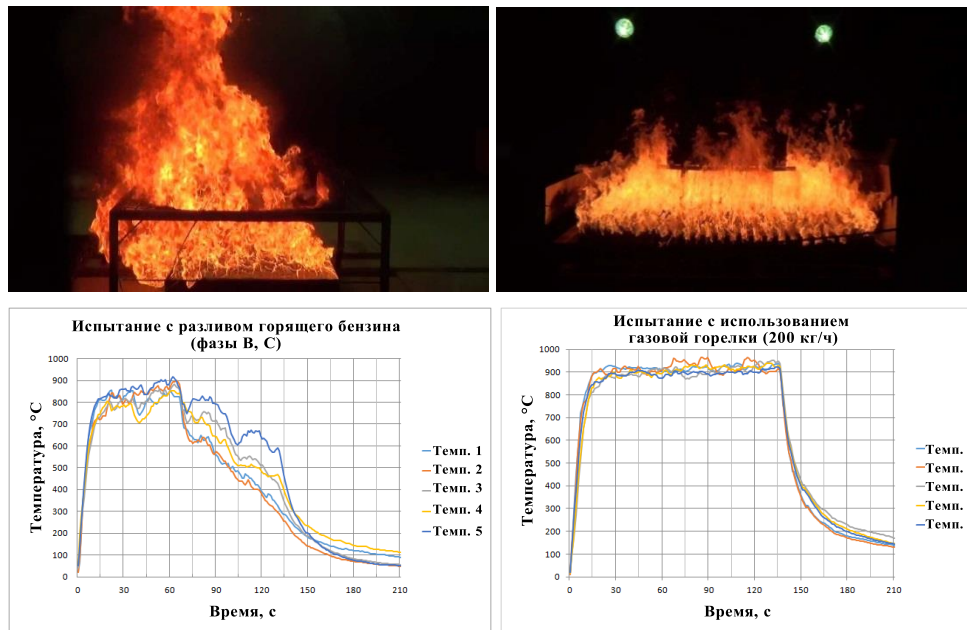 Испытание с разливом горящего бензина
(фазы B, C)
Температура, °C
1000
900
800
700
600
500
400
300
200
100
0
0 30 60 90 120 150 180 210
Время, с
Темп. 1
Темп. 2
Темп. 3
Темп. 4
Темп. 5
Испытание с использованием
газовой горелки (200 кг/ч)
Температура, °C
1000
900
800
700
600
500
400
300
200
100
0
0 30 60 90 120 150 180 210
Время, с
Темп.
Темп.
Темп.
Темп.
Темп.